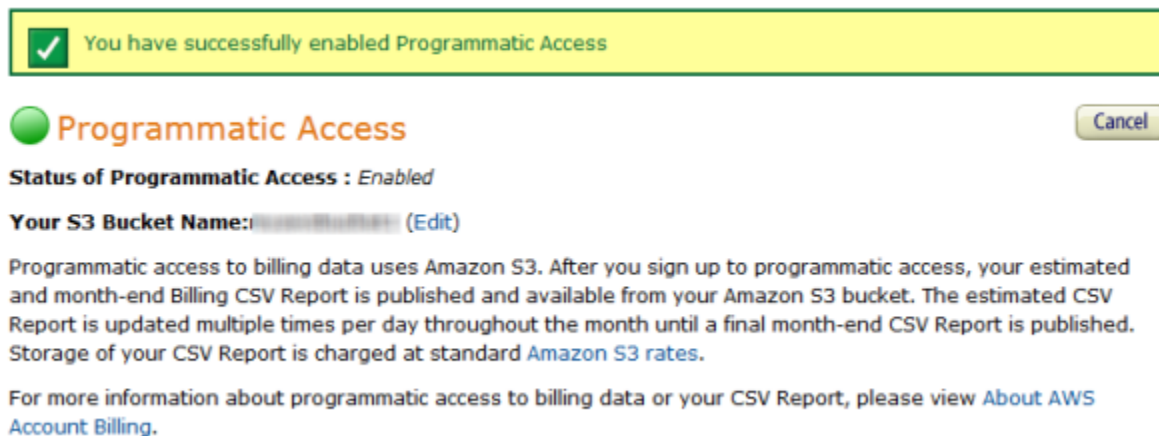 You have successfully enabled Programmatic Access
Programmatic Access
Cancel
Status of Programmatic Access : Enabled
Your S3 Bucket Name: (Edit)
Programmatic access to billing data uses Amazon S3. After you sign up to programmatic access, your estimated
and month-end Billing CSV Report is published and available from your Amazon S3 bucket. The estimated CSV
Report is updated multiple times per day throughout the month until a final month-end CSV Report is published.
Storage of your CSV Report is charged at standard Amazon S3 rates.
For more information about programmatic access to billing data or your CSV Report, please view About AWS
Account Billing.